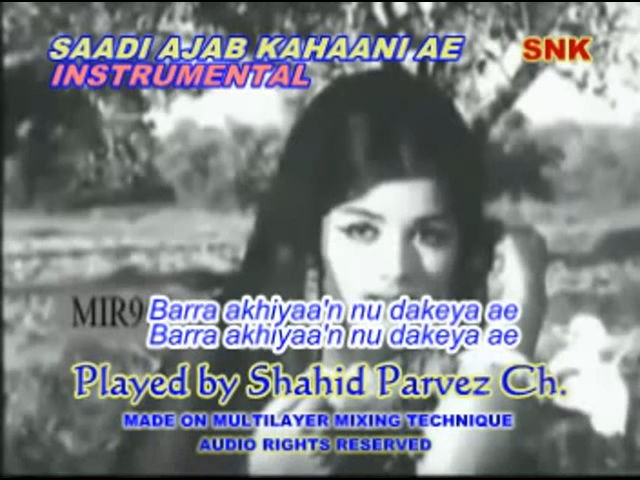 SAADI AJAB KAHAANI AE SNK
INSTRUMENTAL
MIR9
Barra akhiyaa'n nu dakeya ae
Barra akhiyaa'n nu dakeya ae
Played by Shahid Parvez Ch.
MADE ON MULTILAYER MIXING TECHNIQUE
AUDIO RIGHTS RESERVED